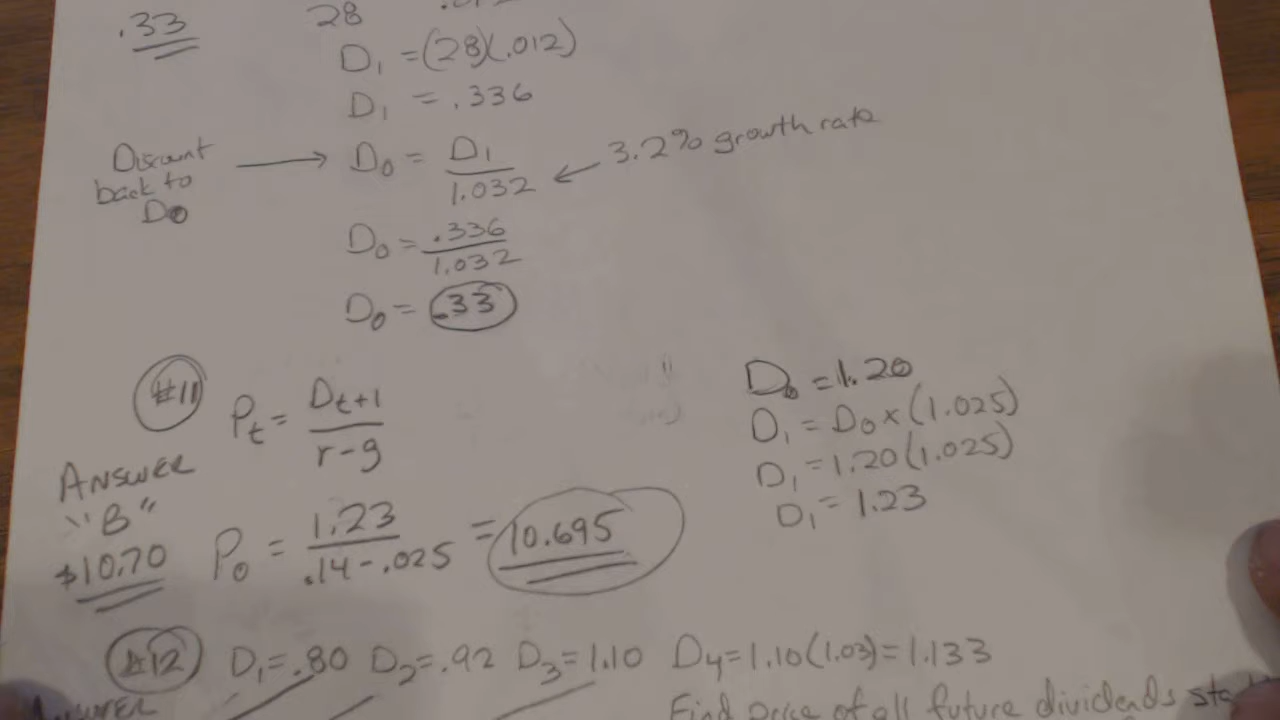 .33
28
D₁ = (28)(.012)
D₁ = .336
Discount back to D0
D₀ = D₁ / 1.032
3.2% growth rate
D₀ = .336 / 1.032
D₀ = .33
#11
Pt = Dt+1 / r-g
D₀ = 1.20
D₁ = D₀ x (1.025)
D₁ = 1.20(1.025)
D₁ = 1.23
ANSWER
"B"
$10.70
P₀ = 1.23 / .14 - .025 = 10.695
#12
D₁=.80 D₂=.92 D₃=1.10 D₄=1.10(1.03)=1.133
ANSWER
Find price of all future dividends